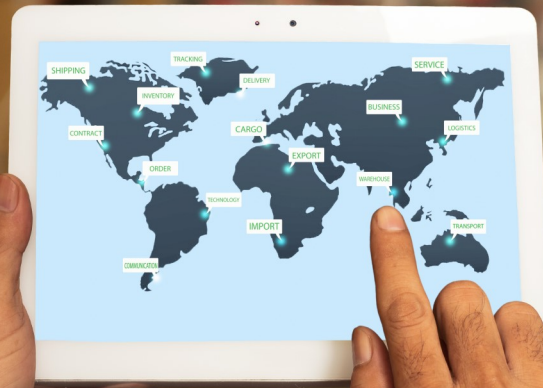 TRACKING
SERVICE
SHIPPING
DELIVERY
INVENTORY
BUSINESS
CONTRACT
CARGO
LOGISTICS
EXPORT
ORDER
WAREHOUSE
TECHNOLOGY
IMPORT
TRANSPORT
COMMUNICATION